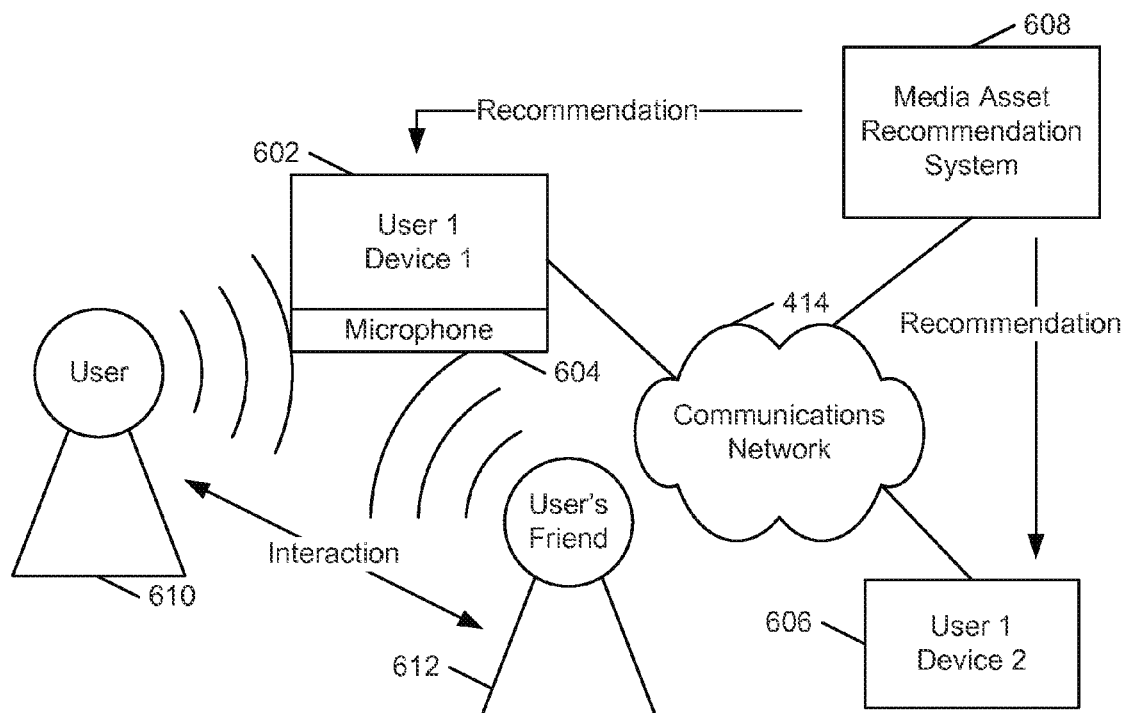 608
Media Asset
Recommendation
System
Recommendation
602
User 1
Device 1
Microphone
604
414
Recommendation
User
Communications
Network
User's
Friend
Interaction
610
612
606
User 1
Device 2